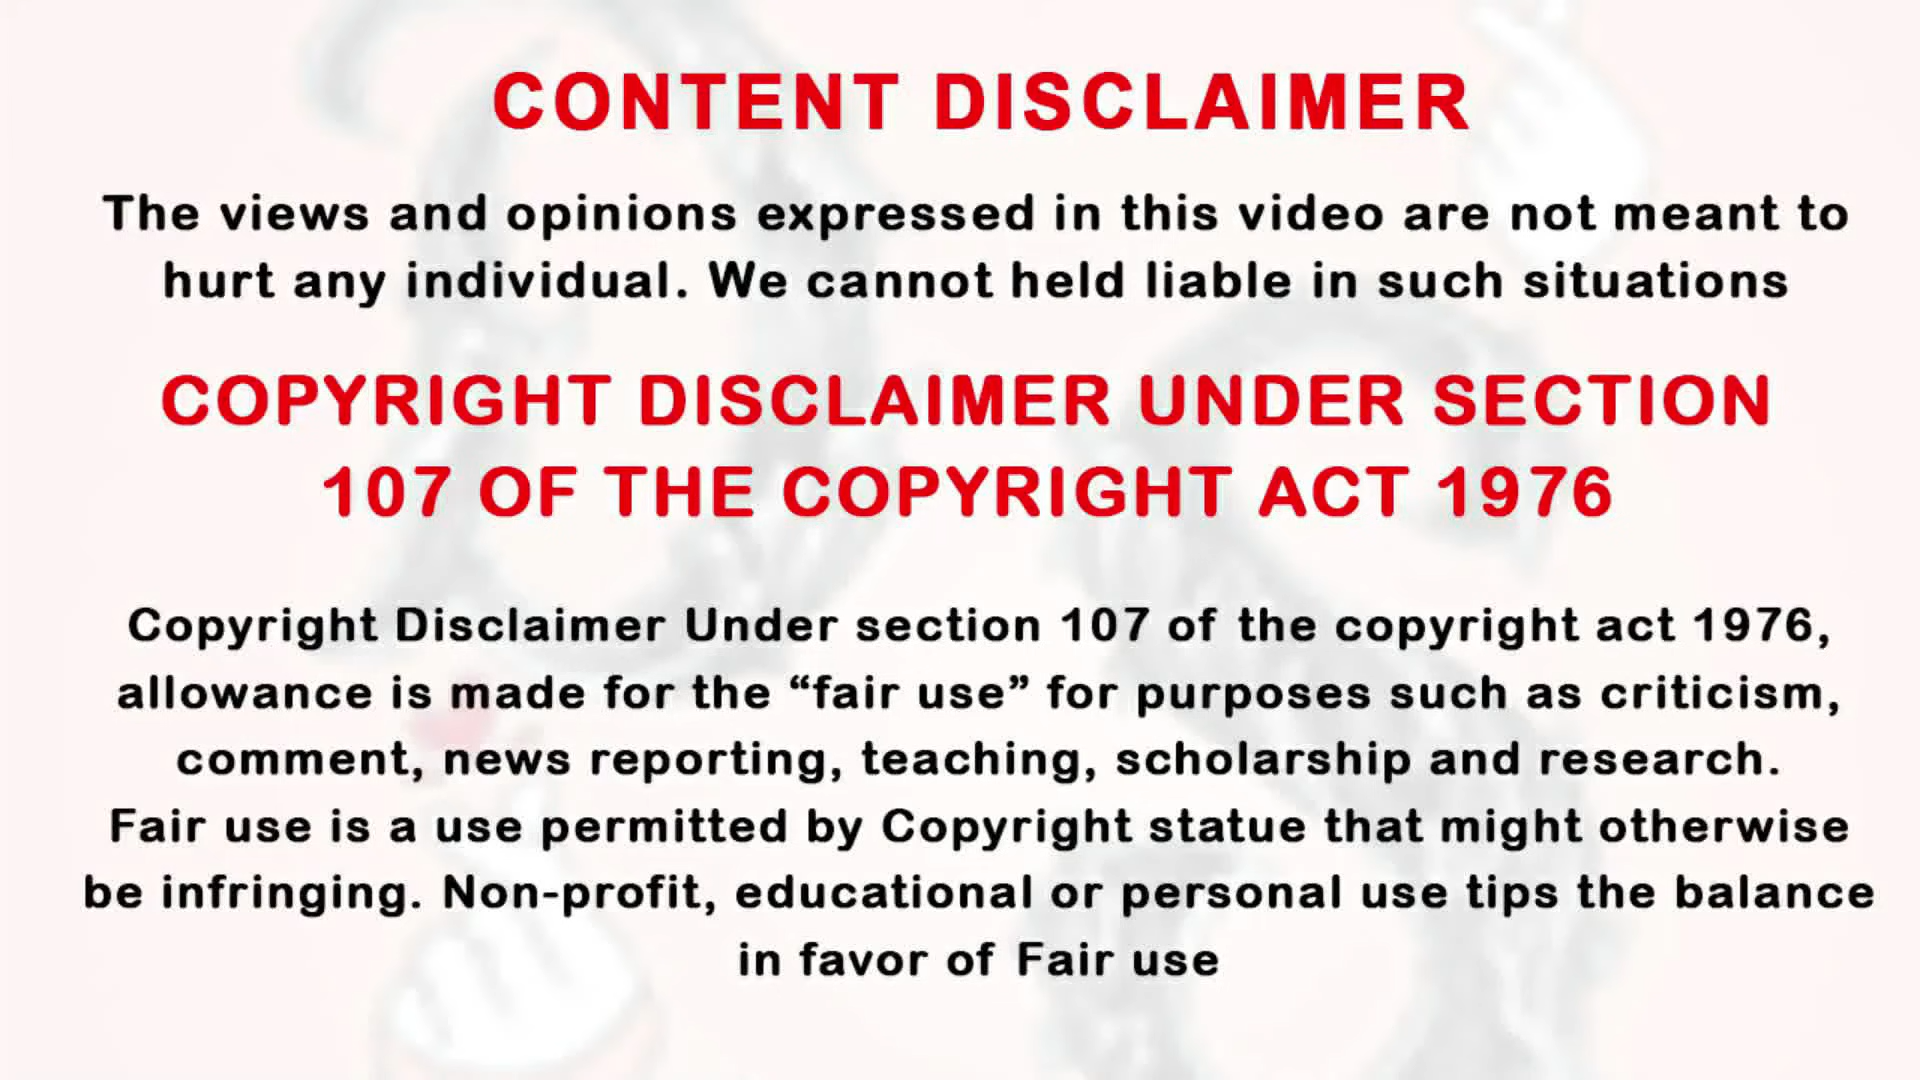 CONTENT DISCLAIMER
The views and opinions expressed in this video are not meant to
hurt any individual. We cannot held liable in such situations
COPYRIGHT DISCLAIMER UNDER SECTION
107 OF THE COPYRIGHT ACT 1976
Copyright Disclaimer Under section 107 of the copyright act 1976,
allowance is made for the “fair use” for purposes such as criticism,
comment, news reporting, teaching, scholarship and research.
Fair use is a use permitted by Copyright statue that might otherwise
be infringing. Non-profit, educational or personal use tips the balance
in favor of Fair use